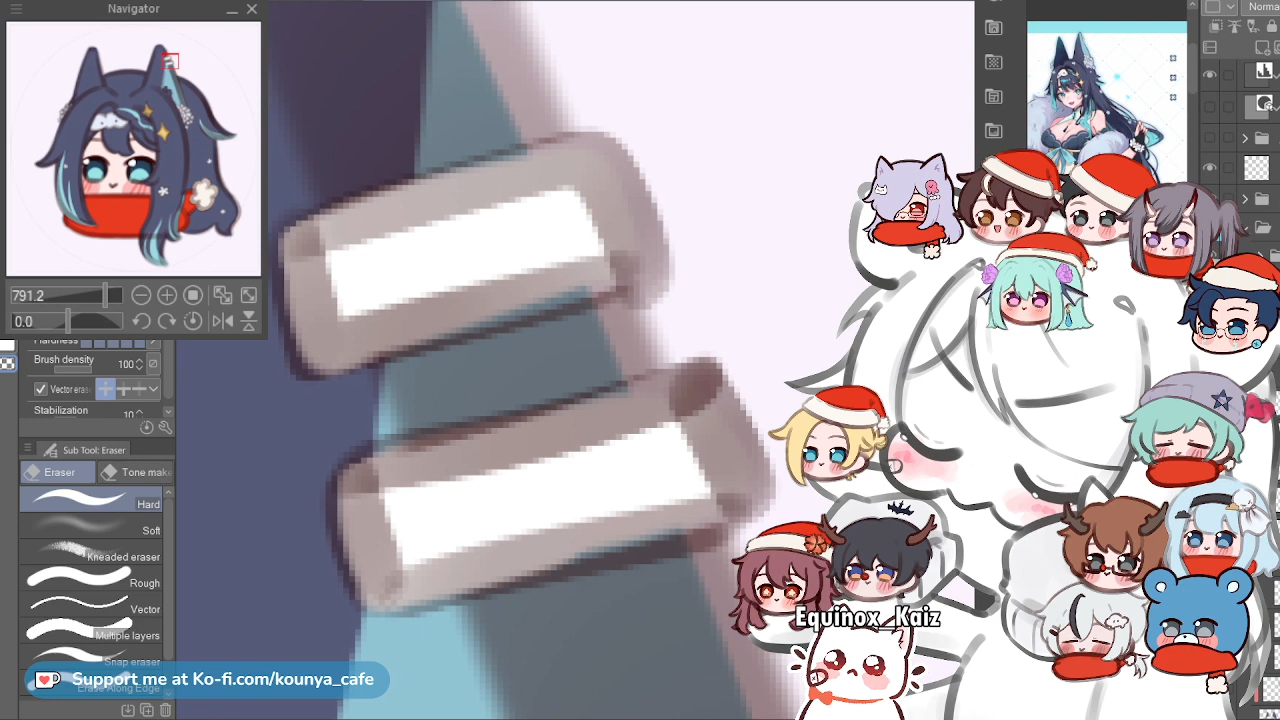 Navigator
Norma
791.2
0.0
Hardness
Brush density
100
Vector eras
Stabilization
10
Sub Tool: Eraser
Eraser
Tone mak
Hard
Soft
Kneaded eraser
Rough
Vector
Multiple layers
Snap eraser
Erase Along Edge
Support me at Ko-fi.com/kounya_cafe
Equinox_Kaiz